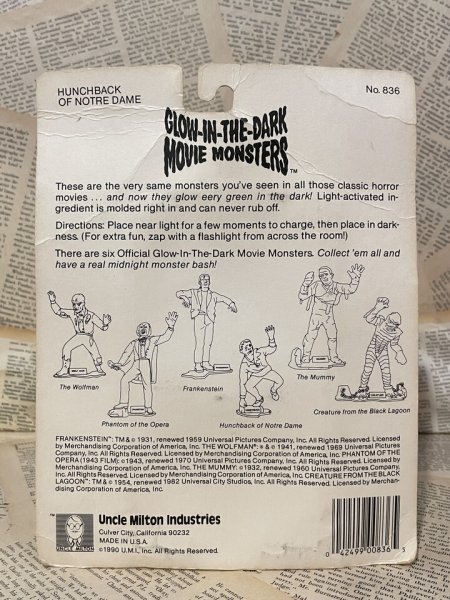 HUNCHBACK
OF NOTRE DAME
No. 836
GLOW-IN-THE-DARK
MOVIE MONSTERS™
These are the very same monsters you've seen in all those classic horror
movies . . . and now they glow eery green in the dark! Light-activated in-
gredient is molded right in and can never rub off.
Directions: Place near light for a few moments to charge, then place in dark-
ness. (For extra fun, zap with a flashlight from across the room!)
There are six Official Glow-In-The-Dark Movie Monsters. Collect 'em all and
have a real midnight monster bash!
The Wolfman
Phantom of the Opera
Frankenstein
Hunchback of Notre Dame
The Mummy
Creature from the Black Lagoon
FRANKENSTEIN: TM & © 1931, renewed 1959 Universal Pictures Company, Inc. All Rights Reserved. Licensed
by Merchandising Corporation of America, Inc. THE WOLFMAN: ® & © 1941, renewed 1969 Universal
Pictures Company, Inc. All Rights Reserved. Licensed by Merchandising Corporation of America, Inc. PHANTOM OF THE
OPERA (1943 FILM): © 1943, renewed 1970 Universal Pictures Company, Inc. All Rights Reserved. Licensed by
Merchandising Corporation of America, Inc. THE MUMMY: © 1932, renewed 1960 Universal Pictures
Company, Inc. All Rights Reserved. Licensed by Merchandising Corporation of America, Inc. CREATURE FROM THE BLACK
LAGOON: TM & © 1954, renewed 1982 Universal City Studios, Inc. All Rights Reserved. Licensed by Merchan-
dising Corporation of America, Inc.
™
UNCLE MILTON
Uncle Milton Industries
Culver City, California 90232
MADE IN U.S.A.
© 1990 U.M.I., Inc. All Rights Reserved.
0 42499 00836 3